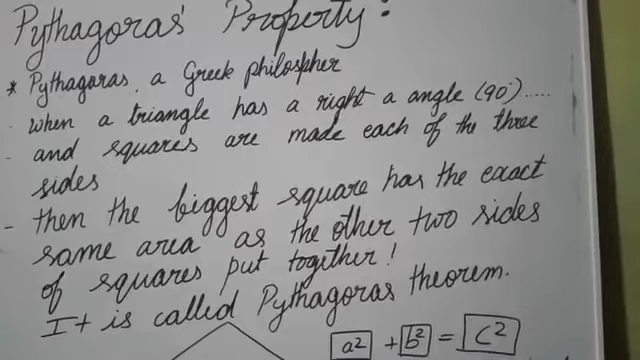 Pythagoras' Property :
* Pythagoras, a Greek philospher
- when a triangle has a right a angle (90°).....
- and squares are made each of the three
sides
- then the biggest square has the exact
same area as the other two sides
of squares put together!
It is called Pythagoras theorem.
a² + b² = c²